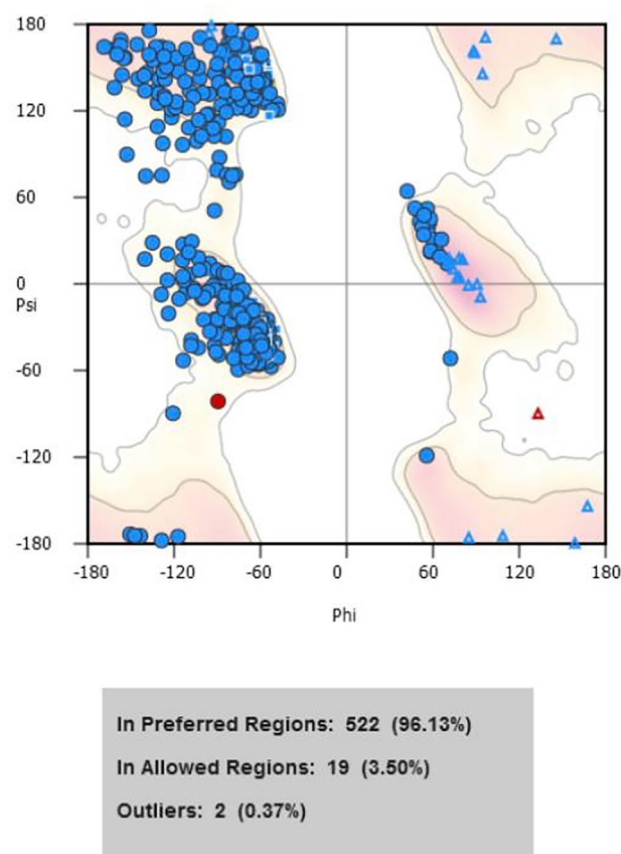 180
120
60
0
Psi
-60
-120
-180
-180 -120 -60 0 60 120 180
Phi
In Preferred Regions: 522 (96.13%)
In Allowed Regions: 19 (3.50%)
Outliers: 2 (0.37%)